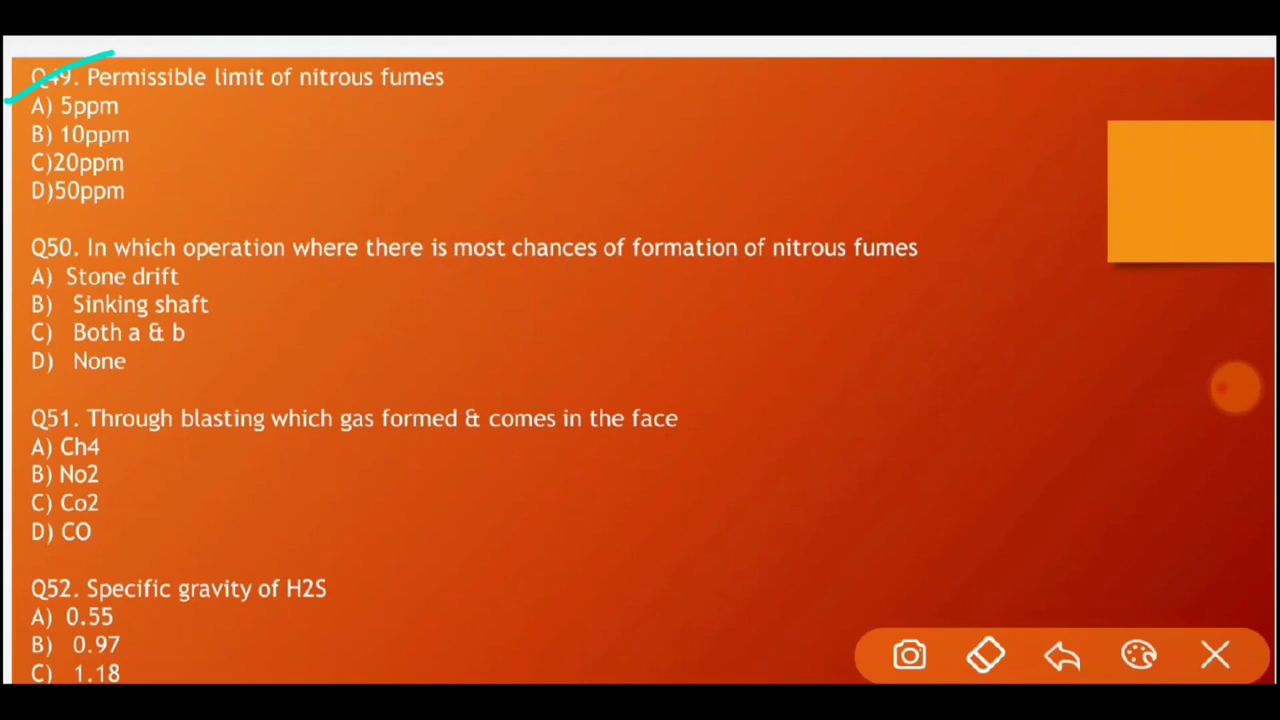 Q49. Permissible limit of nitrous fumes
A) 5ppm
B) 10ppm
C)20ppm
D)50ppm
Q50. In which operation where there is most chances of formation of nitrous fumes
A) Stone drift
B) Sinking shaft
C) Both a & b
D) None
Q51. Through blasting which gas formed & comes in the face
A) Ch4
B) No2
C) Co2
D) CO
Q52. Specific gravity of H2S
A) 0.55
B) 0.97
C) 1.18